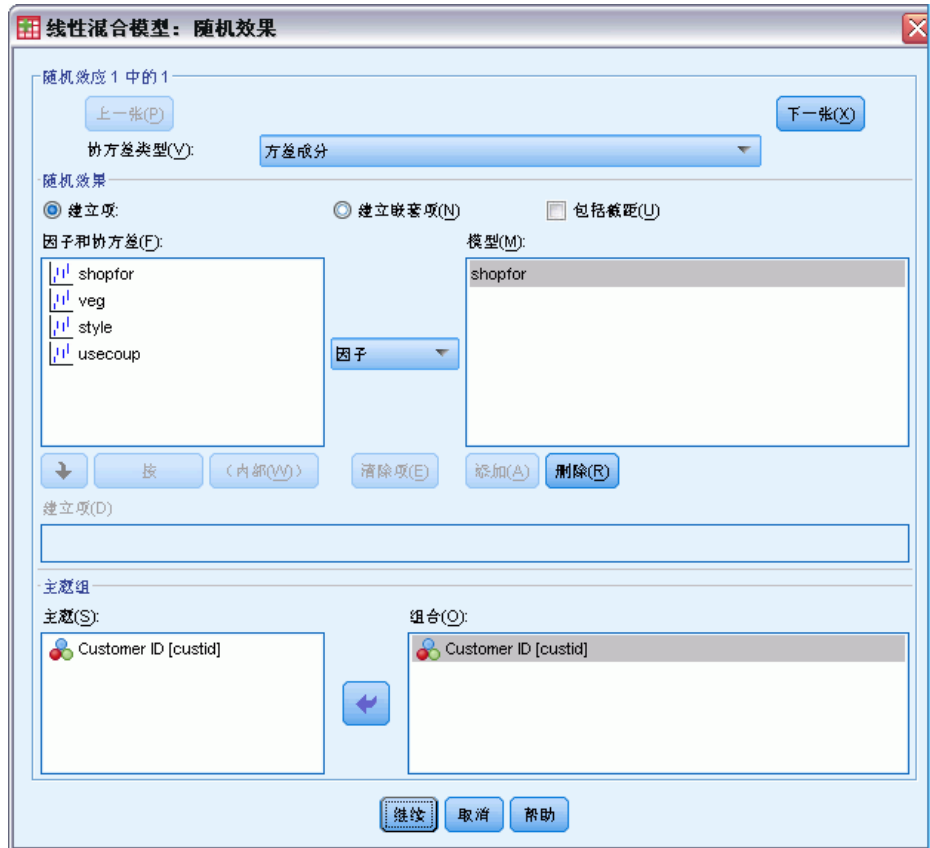 线性混合模型：随机效果
随机效应 1 中的 1
上一张(P)
下一张(X)
协方差类型(V):
方差成分
随机效果
建立项:
建立嵌套项(N)
包括截距(U)
因子和协方差(F):
模型(M):
shopfor
veg
style
usecoup
因子
shopfor
按
（内部(W)）
清除项(E)
添加(A)
删除(R)
建立项(D)
主题组
主题(S):
组合(O):
Customer ID [custid]
Customer ID [custid]
继续
取消
帮助